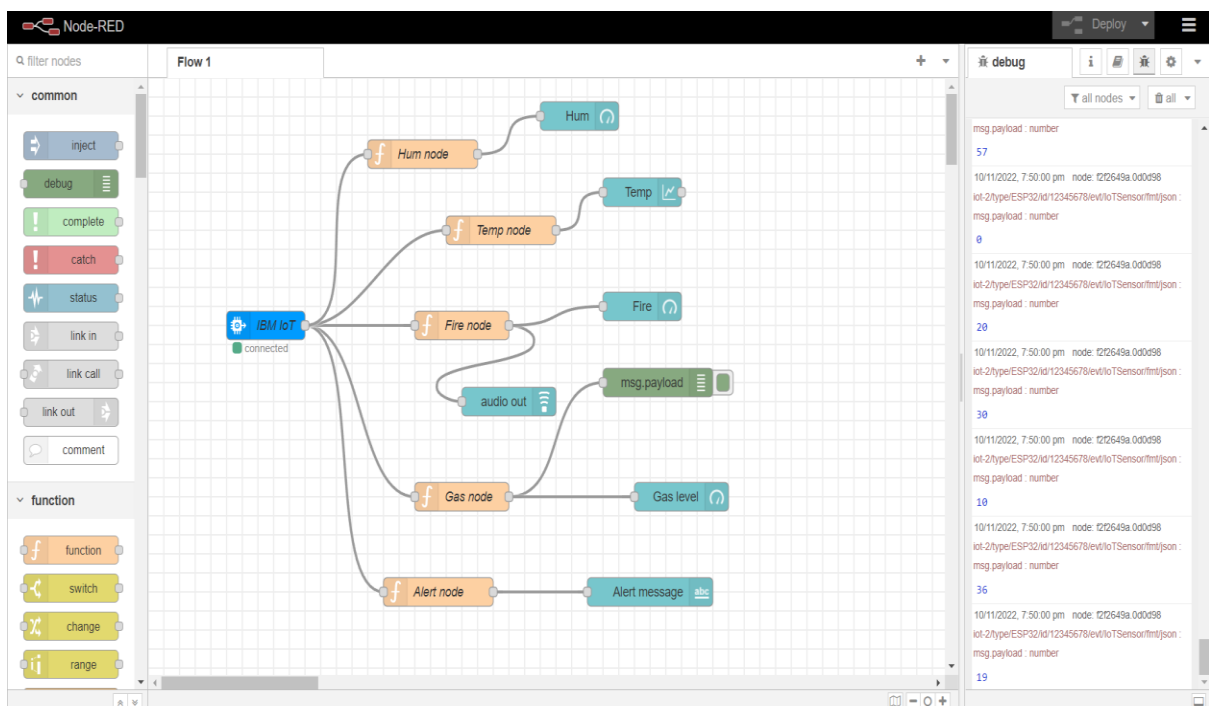 Node-RED
Deploy
filter nodes
common
inject
debug
complete
catch
status
link in
link call
link out
comment
function
function
switch
change
range
Flow 1
Hum
Hum node
Temp
Temp node
Fire
IBM IoT
Fire node
connected
msg.payload
audio out
Gas node
Gas level
Alert node
Alert message
abc
debug
i
all nodes
all
msg.payload : number
57
10/11/2022, 7:50:00 pm node: f2f2649a.0d0d98
iot-2/type/ESP32/id/12345678/evt/IoTSensor/fmt/json :
msg.payload : number
0
10/11/2022, 7:50:00 pm node: f2f2649a.0d0d98
iot-2/type/ESP32/id/12345678/evt/IoTSensor/fmt/json :
msg.payload : number
20
10/11/2022, 7:50:00 pm node: f2f2649a.0d0d98
iot-2/type/ESP32/id/12345678/evt/IoTSensor/fmt/json :
msg.payload : number
30
10/11/2022, 7:50:00 pm node: f2f2649a.0d0d98
iot-2/type/ESP32/id/12345678/evt/IoTSensor/fmt/json :
msg.payload : number
10
10/11/2022, 7:50:00 pm node: f2f2649a.0d0d98
iot-2/type/ESP32/id/12345678/evt/IoTSensor/fmt/json :
msg.payload : number
36
10/11/2022, 7:50:00 pm node: f2f2649a.0d0d98
iot-2/type/ESP32/id/12345678/evt/IoTSensor/fmt/json :
msg.payload : number
19